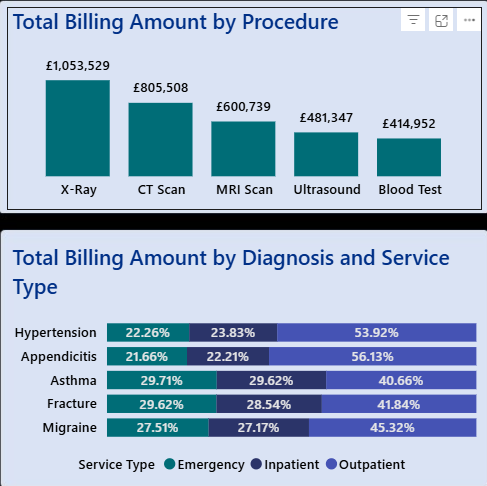 Total Billing Amount by Procedure
£1,053,529
£805,508
£600,739
£481,347
£414,952
X-Ray CT Scan MRI Scan Ultrasound Blood Test
Total Billing Amount by Diagnosis and Service
Type
Hypertension 22.26% 23.83% 53.92%
Appendicitis 21.66% 22.21% 56.13%
Asthma 29.71% 29.62% 40.66%
Fracture 29.62% 28.54% 41.84%
Migraine 27.51% 27.17% 45.32%
Service Type Emergency Inpatient Outpatient